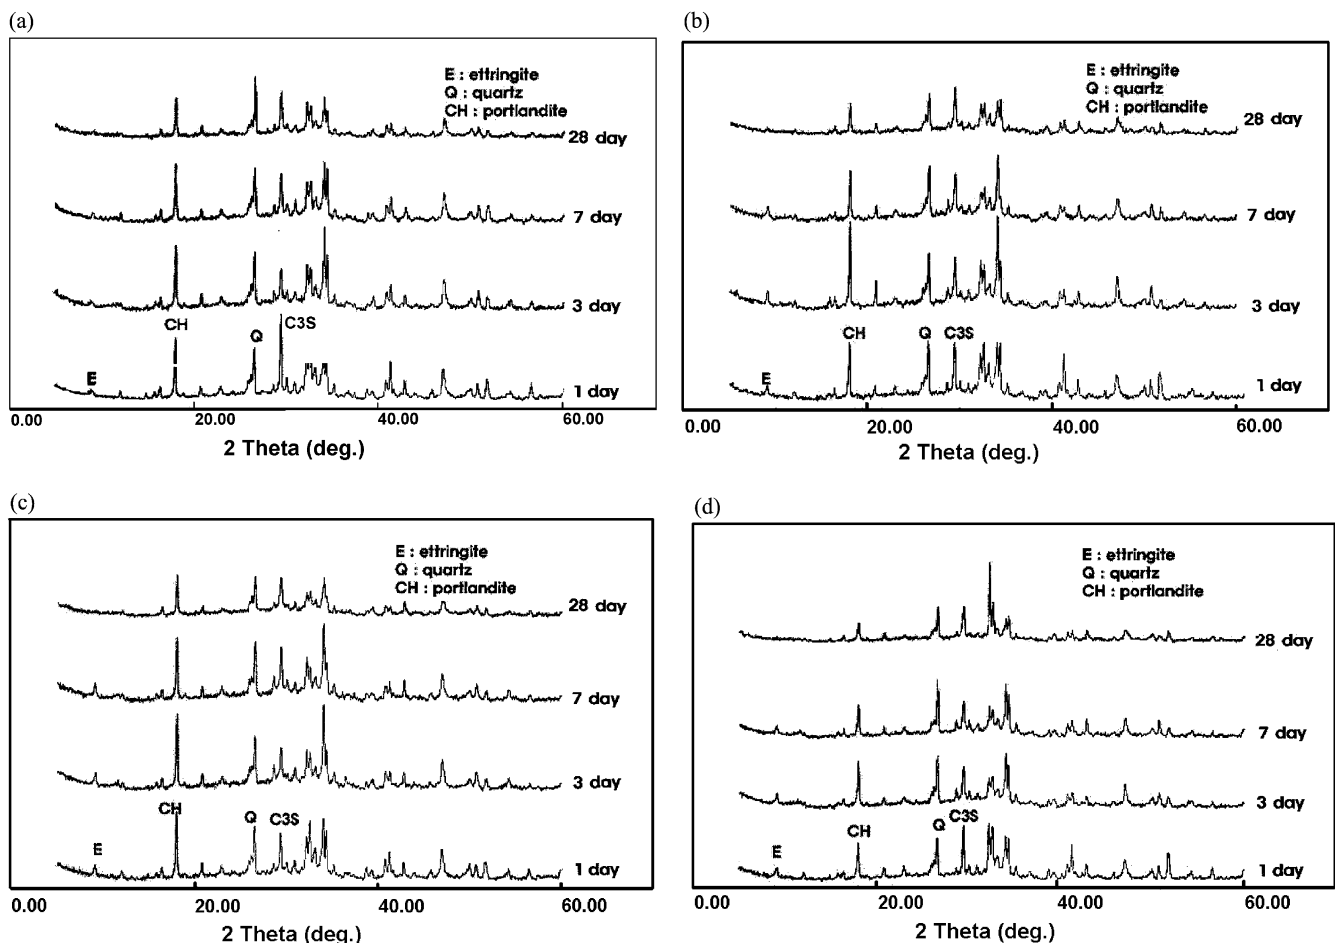 (a)
E : ettringite
Q : quartz
CH : portlandite
28 day
7 day
3 day
CH
Q
C3S
E
1 day
0.00 20.00 40.00 60.00
2 Theta (deg.)
(b)
E : ettringite
Q : quartz
CH : portlandite
28 day
7 day
3 day
CH
Q
C3S
E
1 day
0.00 20.00 40.00 60.00
2 Theta (deg.)
(c)
E : ettringite
Q : quartz
CH : portlandite
28 day
7 day
3 day
CH
Q
C3S
E
1 day
0.00 20.00 40.00 60.00
2 Theta (deg.)
(d)
E : ettringite
Q : quartz
CH : portlandite
28 day
7 day
3 day
CH
Q
C3S
E
1 day
0.00 20.00 40.00 60.00
2 Theta (deg.)